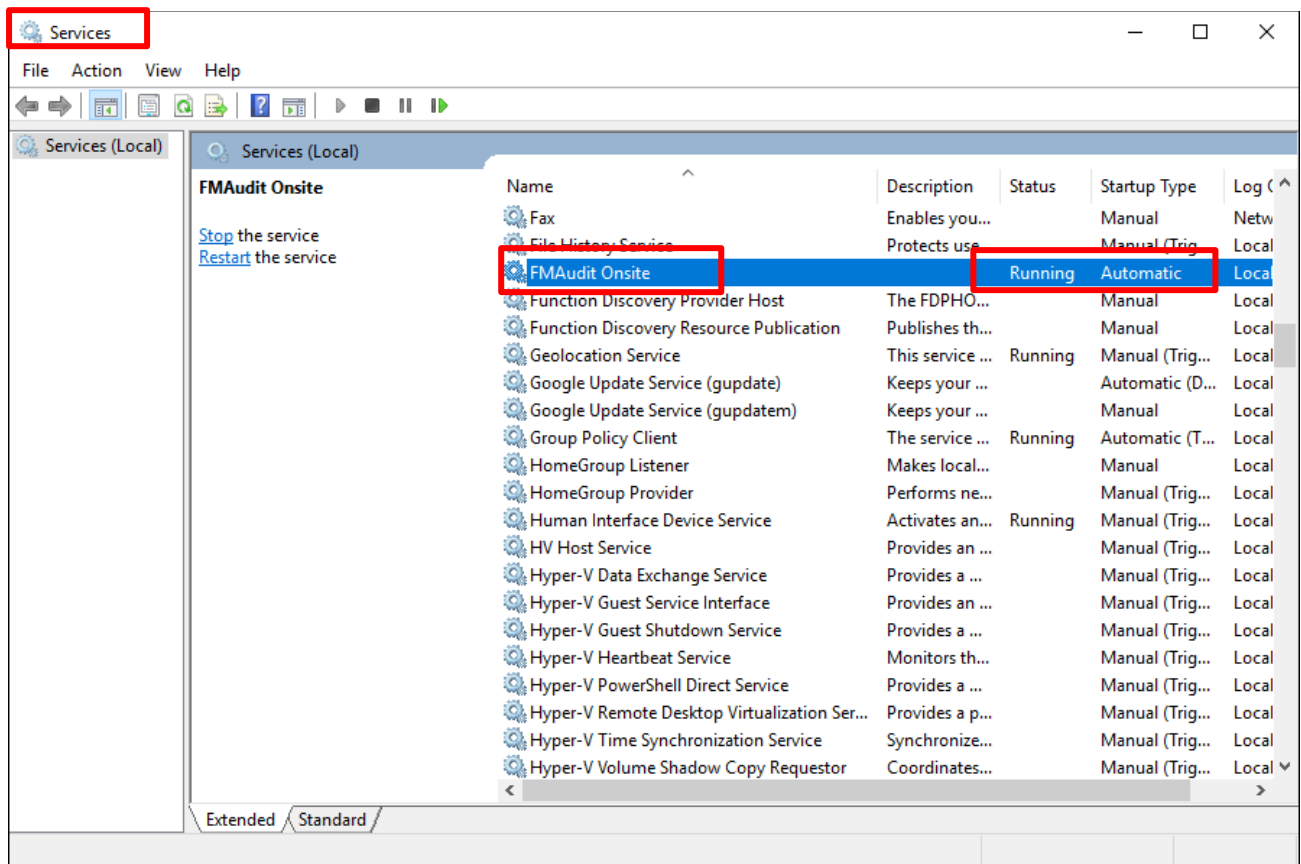 Services
File Action View Help
Services (Local)
Services (Local)
FMAudit Onsite
Stop the service
Restart the service
Name Description Status Startup Type Log
Fax Enables you... Manual Netw
File History Service Protects use Manual (Trig Local
FMAudit Onsite Running Automatic Local
Function Discovery Provider Host The FDPHO... Manual Local
Function Discovery Resource Publication Publishes th... Manual Local
Geolocation Service This service ... Running Manual (Trig... Local
Google Update Service (gupdate) Keeps your ... Automatic (D... Local
Google Update Service (gupdatem) Keeps your ... Manual Local
Group Policy Client The service ... Running Automatic (T... Local
HomeGroup Listener Makes local... Manual Local
HomeGroup Provider Performs ne... Manual (Trig... Local
Human Interface Device Service Activates an... Running Manual (Trig... Local
HV Host Service Provides an ... Manual (Trig... Local
Hyper-V Data Exchange Service Provides a ... Manual (Trig... Local
Hyper-V Guest Service Interface Provides an ... Manual (Trig... Local
Hyper-V Guest Shutdown Service Provides a ... Manual (Trig... Local
Hyper-V Heartbeat Service Monitors th... Manual (Trig... Local
Hyper-V PowerShell Direct Service Provides a ... Manual (Trig... Local
Hyper-V Remote Desktop Virtualization Ser... Provides a p... Manual (Trig... Local
Hyper-V Time Synchronization Service Synchronize... Manual (Trig... Local
Hyper-V Volume Shadow Copy Requestor Coordinates... Manual (Trig... Local
Extended Standard